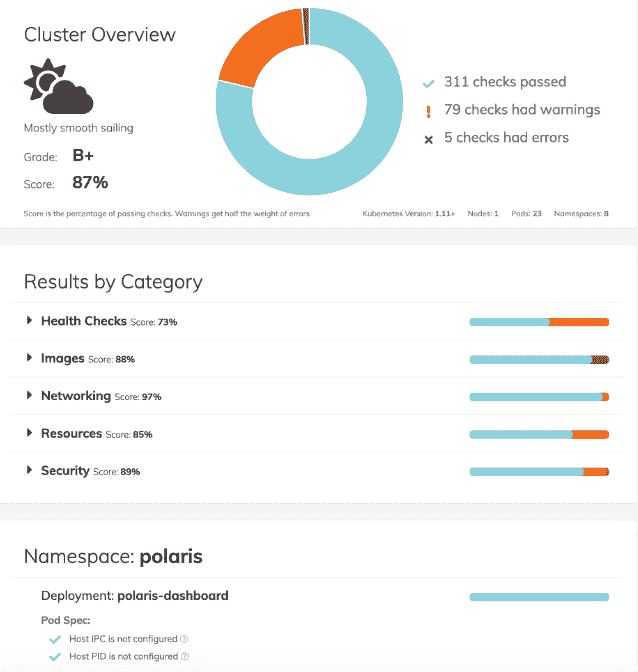 Cluster Overview
Mostly smooth sailing
Grade: B+
Score: 87%
311 checks passed
79 checks had warnings
5 checks had errors
Score is the percentage of passing checks. Warnings get half the weight of errors.
Kubernetes Version: 1.11+ Nodes: 1 Pods: 23 Namespaces: 8
Results by Category
Health Checks Score: 73%
Images Score: 88%
Networking Score: 97%
Resources Score: 85%
Security Score: 89%
Namespace: polaris
Deployment: polaris-dashboard
Pod Spec:
Host IPC is not configured ?
Host PID is not configured ?